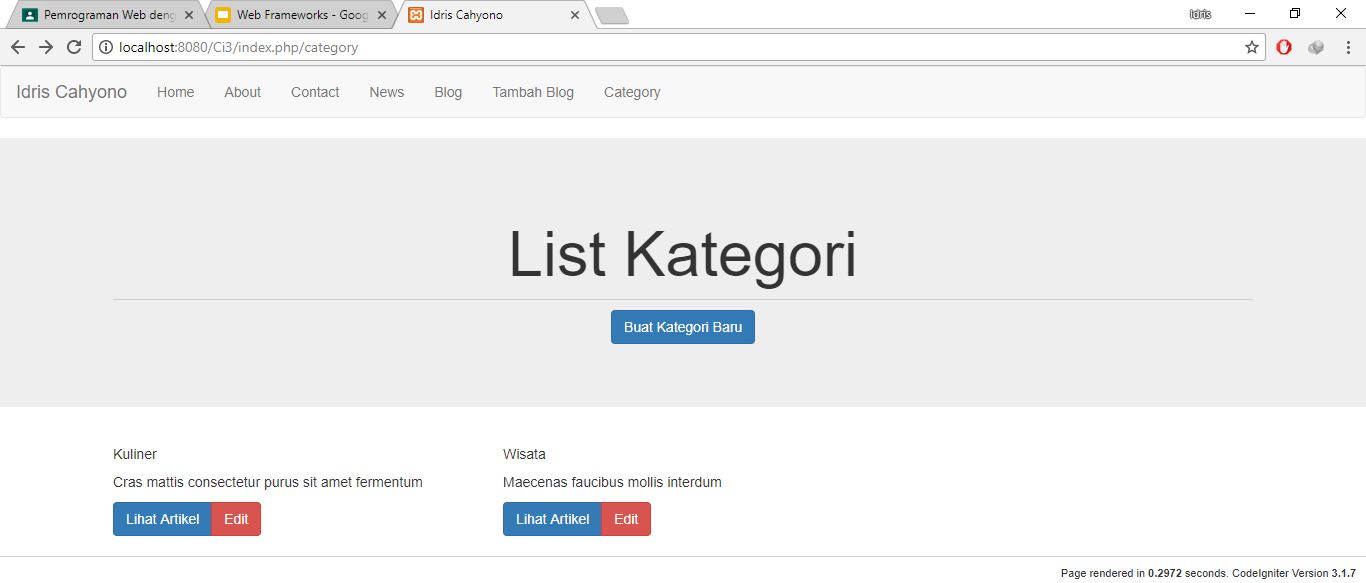 Pemrograman Web deng
Web Frameworks - Goog
Idris Cahyono
Idris
localhost:8080/Ci3/index.php/category
Idris Cahyono Home About Contact News Blog Tambah Blog Category
List Kategori
Buat Kategori Baru
Kuliner
Cras mattis consectetur purus sit amet fermentum
Lihat Artikel Edit
Wisata
Maecenas faucibus mollis interdum
Lihat Artikel Edit
Page rendered in 0.2972 seconds. CodeIgniter Version 3.1.7